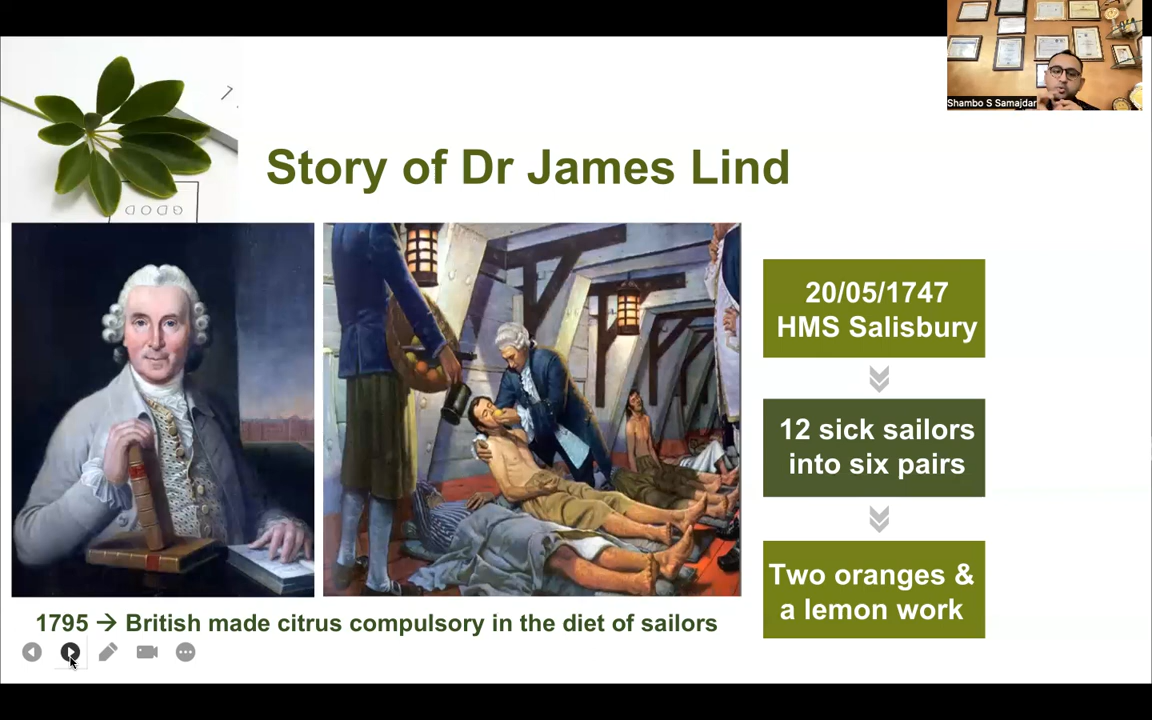 Shambo S Samajdar
Story of Dr James Lind
20/05/1747
HMS Salisbury
12 sick sailors
into six pairs
Two oranges &
a lemon work
1795 → British made citrus compulsory in the diet of sailors